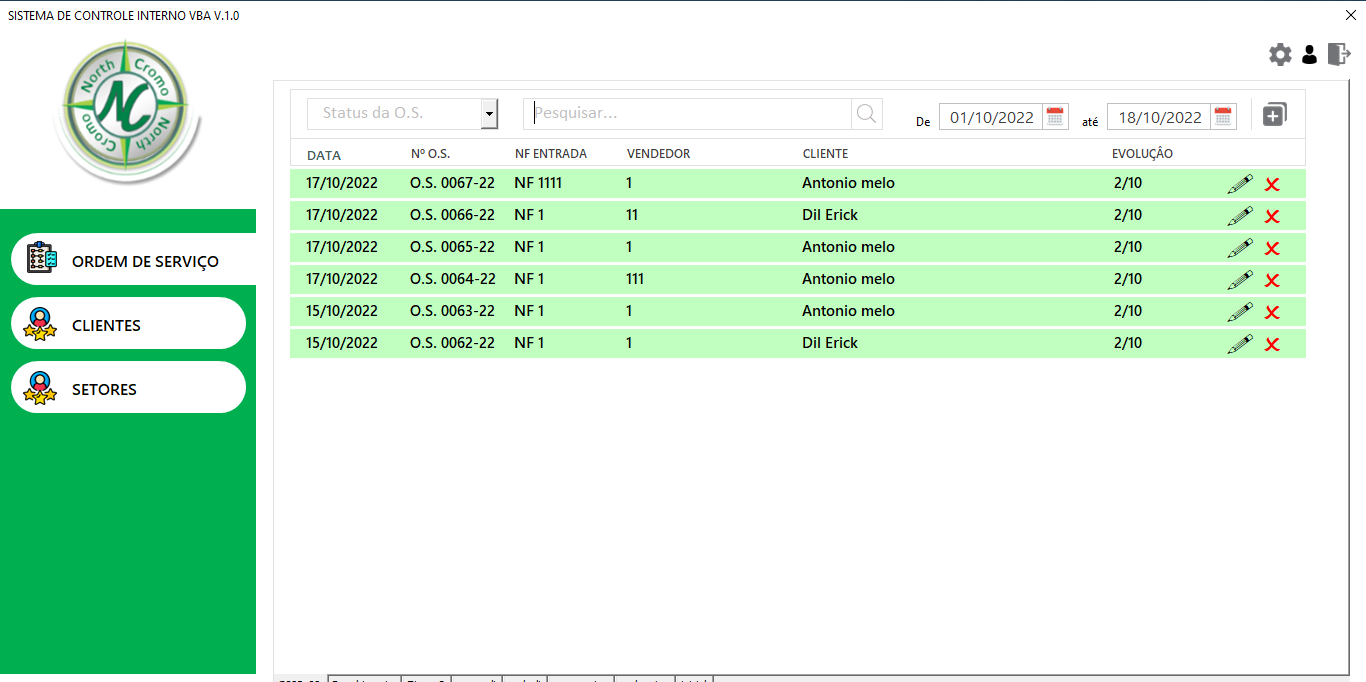 SISTEMA DE CONTROLE INTERNO VBA V.1.0
North Cromo
NC
North Cromo
Status da O.S.
Pesquisar...
De 01/10/2022 até 18/10/2022
DATA Nº O.S. NF ENTRADA VENDEDOR CLIENTE EVOLUÇÂO
17/10/2022 O.S. 0067-22 NF 1111 1 Antonio melo 2/10
17/10/2022 O.S. 0066-22 NF 1 11 Dil Erick 2/10
17/10/2022 O.S. 0065-22 NF 1 1 Antonio melo 2/10
17/10/2022 O.S. 0064-22 NF 1 111 Antonio melo 2/10
15/10/2022 O.S. 0063-22 NF 1 1 Antonio melo 2/10
15/10/2022 O.S. 0062-22 NF 1 1 Dil Erick 2/10
ORDEM DE SERVIÇO
CLIENTES
SETORES